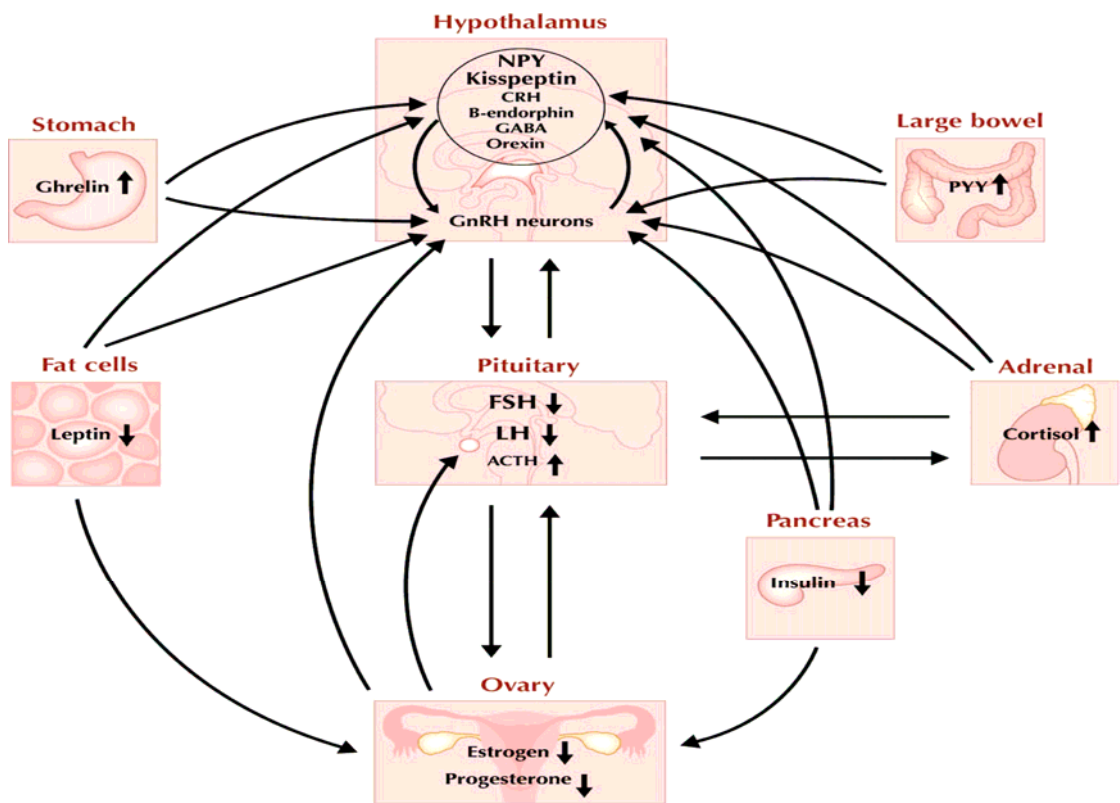 Hypothalamus
NPY
Kisspeptin
CRH
B-endorphin
GABA
Orexin
GnRH neurons
Stomach
Ghrelin
Large bowel
PYY
Fat cells
Leptin
Pituitary
FSH
LH
ACTH
Adrenal
Cortisol
Pancreas
Insulin
Ovary
Estrogen
Progesterone